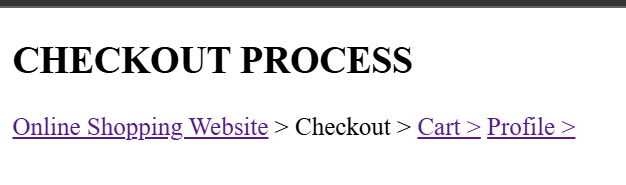 CHECKOUT PROCESS
Online Shopping Website > Checkout > Cart > Profile >